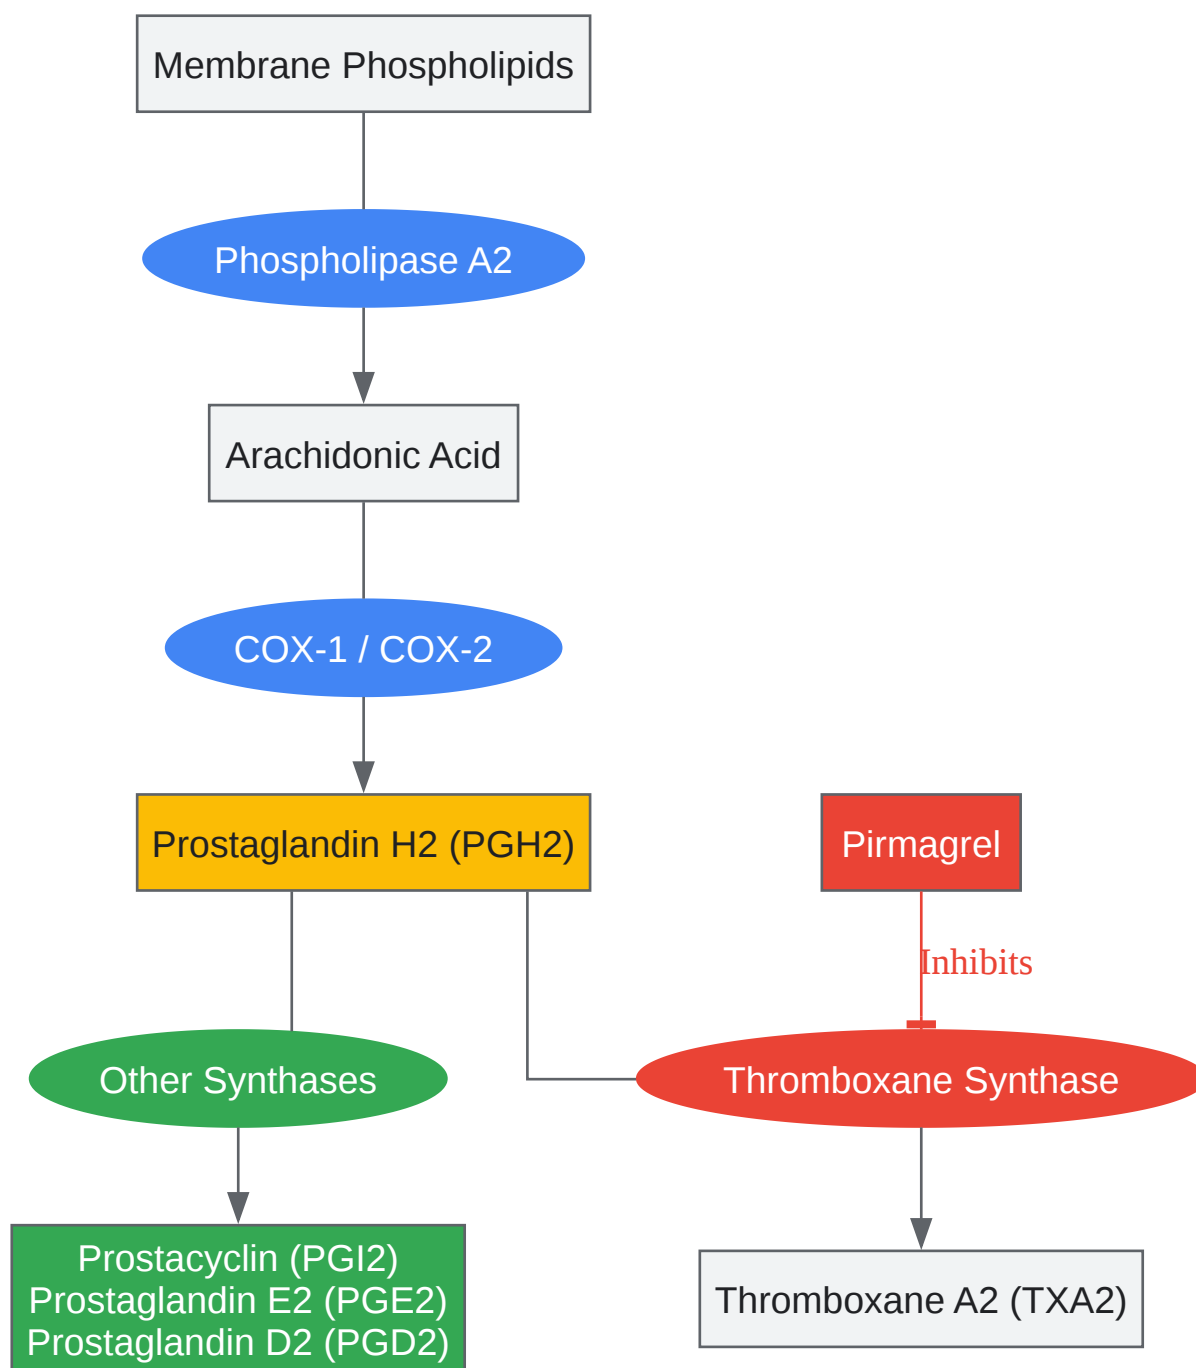 Membrane Phospholipids
Phospholipase A2
Arachidonic Acid
COX-1 / COX-2
Prostaglandin H2 (PGH2)
Pirmagrel
Inhibits
Other Synthases
Thromboxane Synthase
Prostacyclin (PGI2)
Prostaglandin E2 (PGE2)
Prostaglandin D2 (PGD2)
Thromboxane A2 (TXA2)